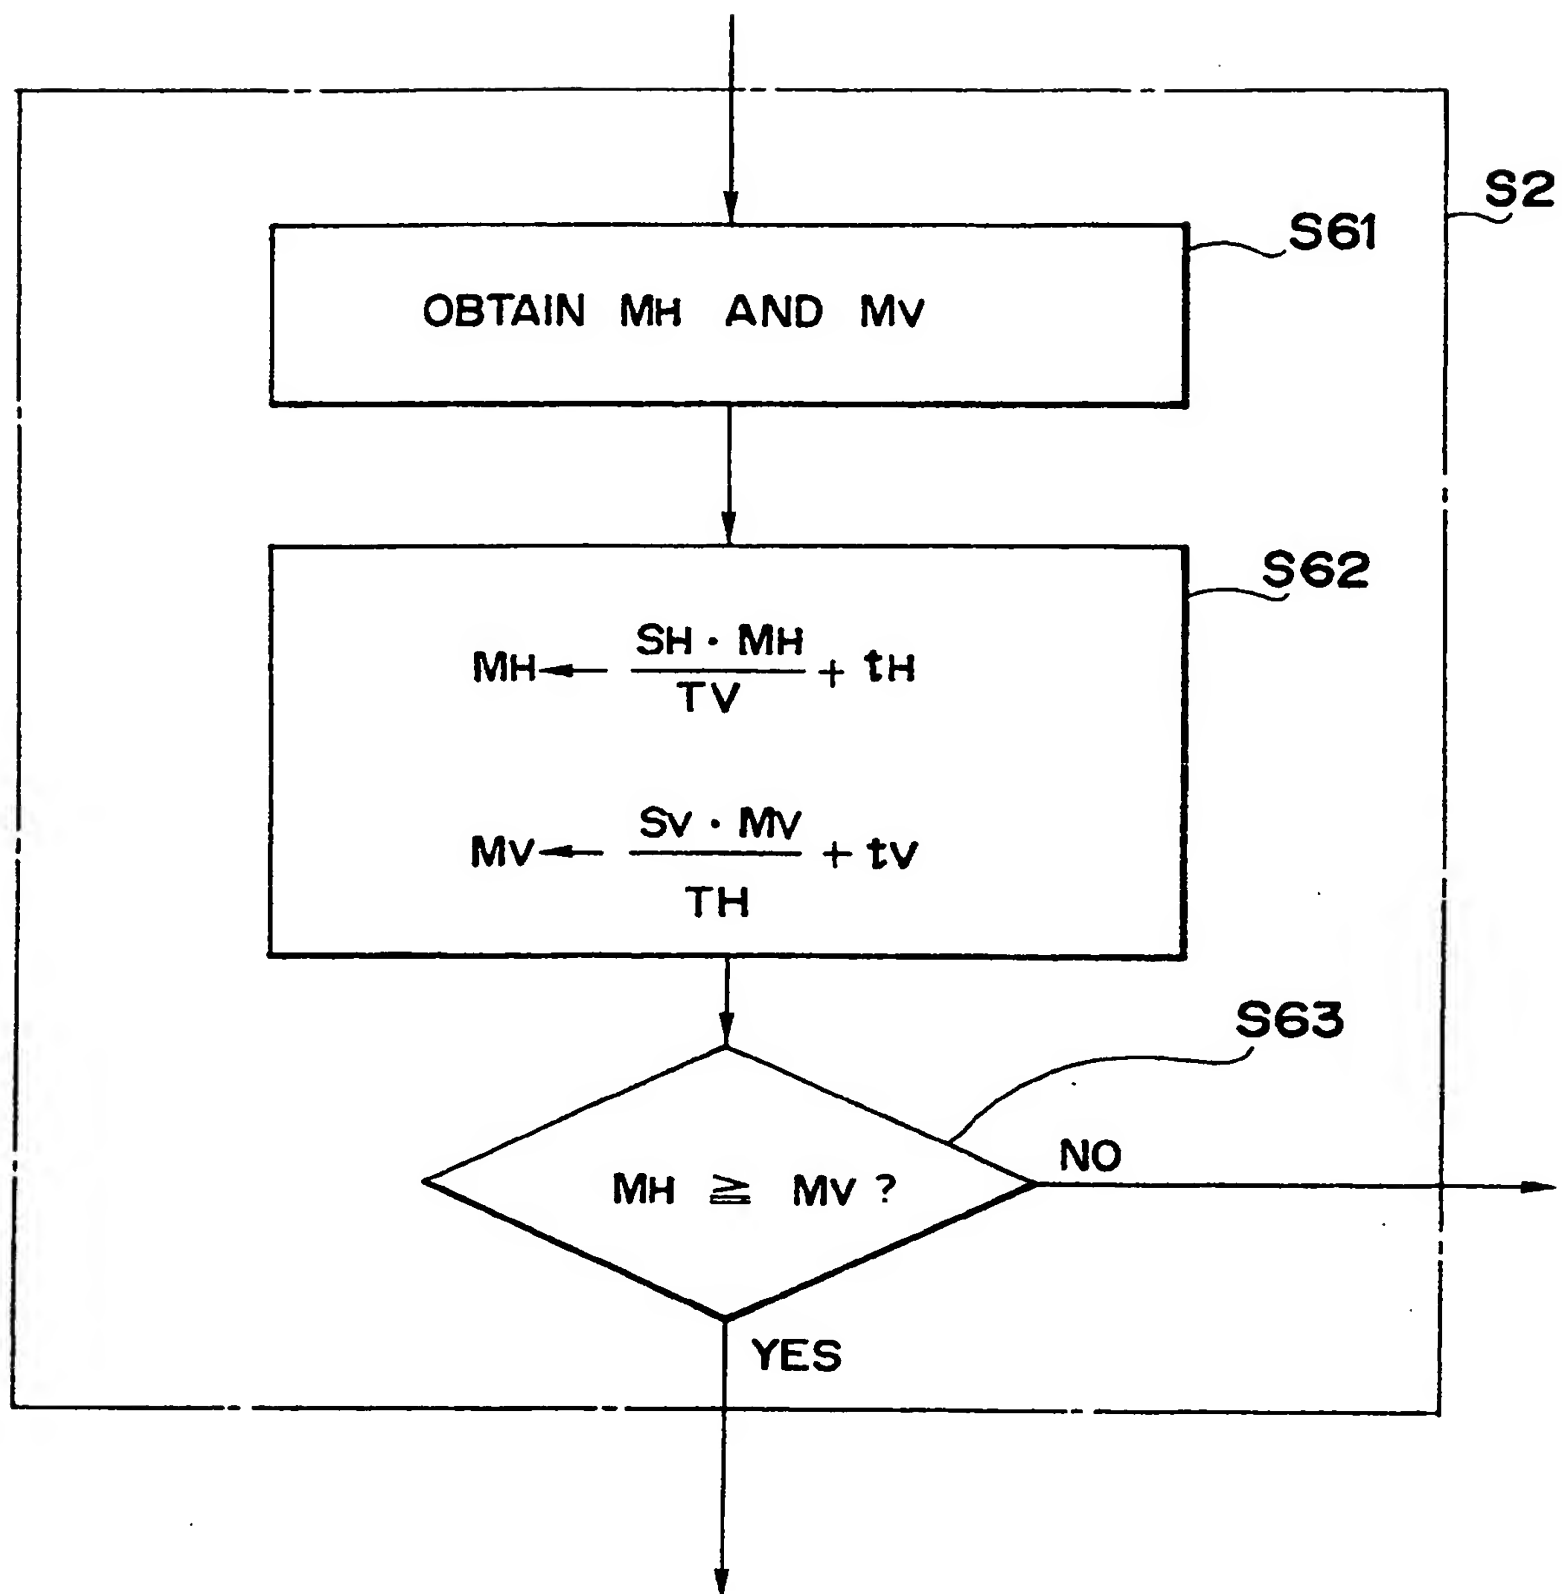 S2
S61
OBTAIN MH AND MV
S62
MH ← SH · MH / TV + tH
MV ← SV · MV / TH + tV
S63
MH ≧ MV ?
NO
YES